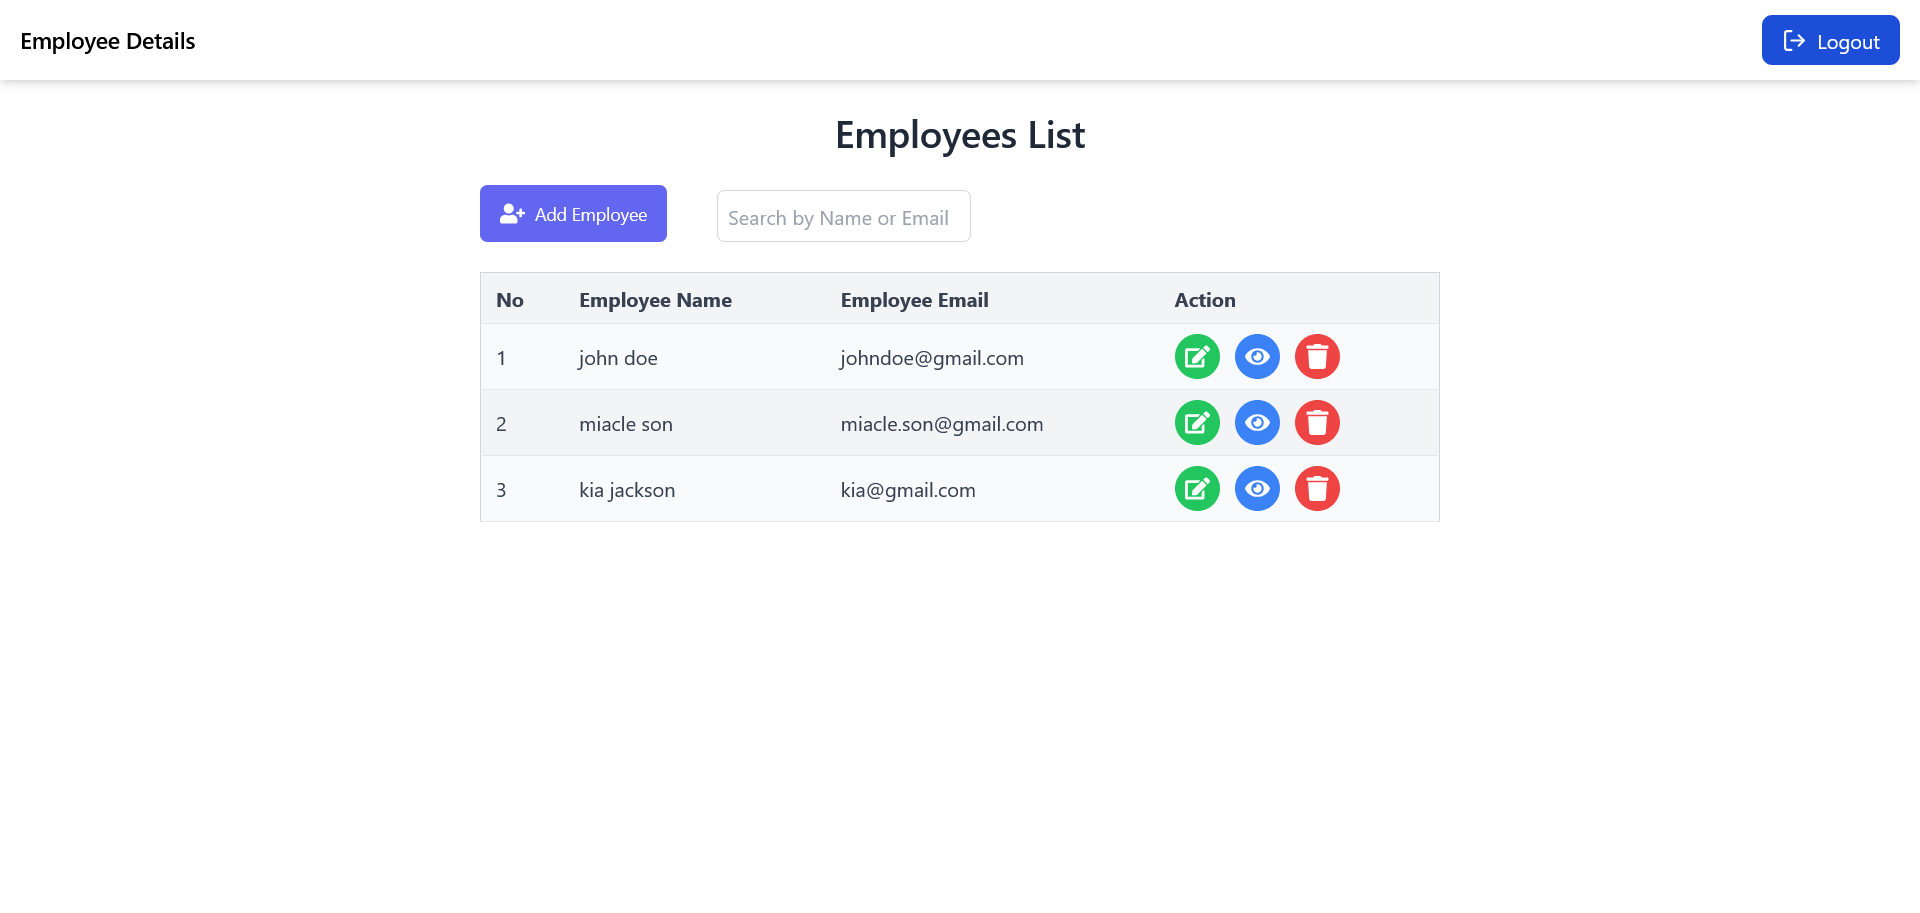 Employee Details
Logout
Employees List
Add Employee
Search by Name or Email
No Employee Name Employee Email Action
1 john doe johndoe@gmail.com
2 miacle son miacle.son@gmail.com
3 kia jackson kia@gmail.com